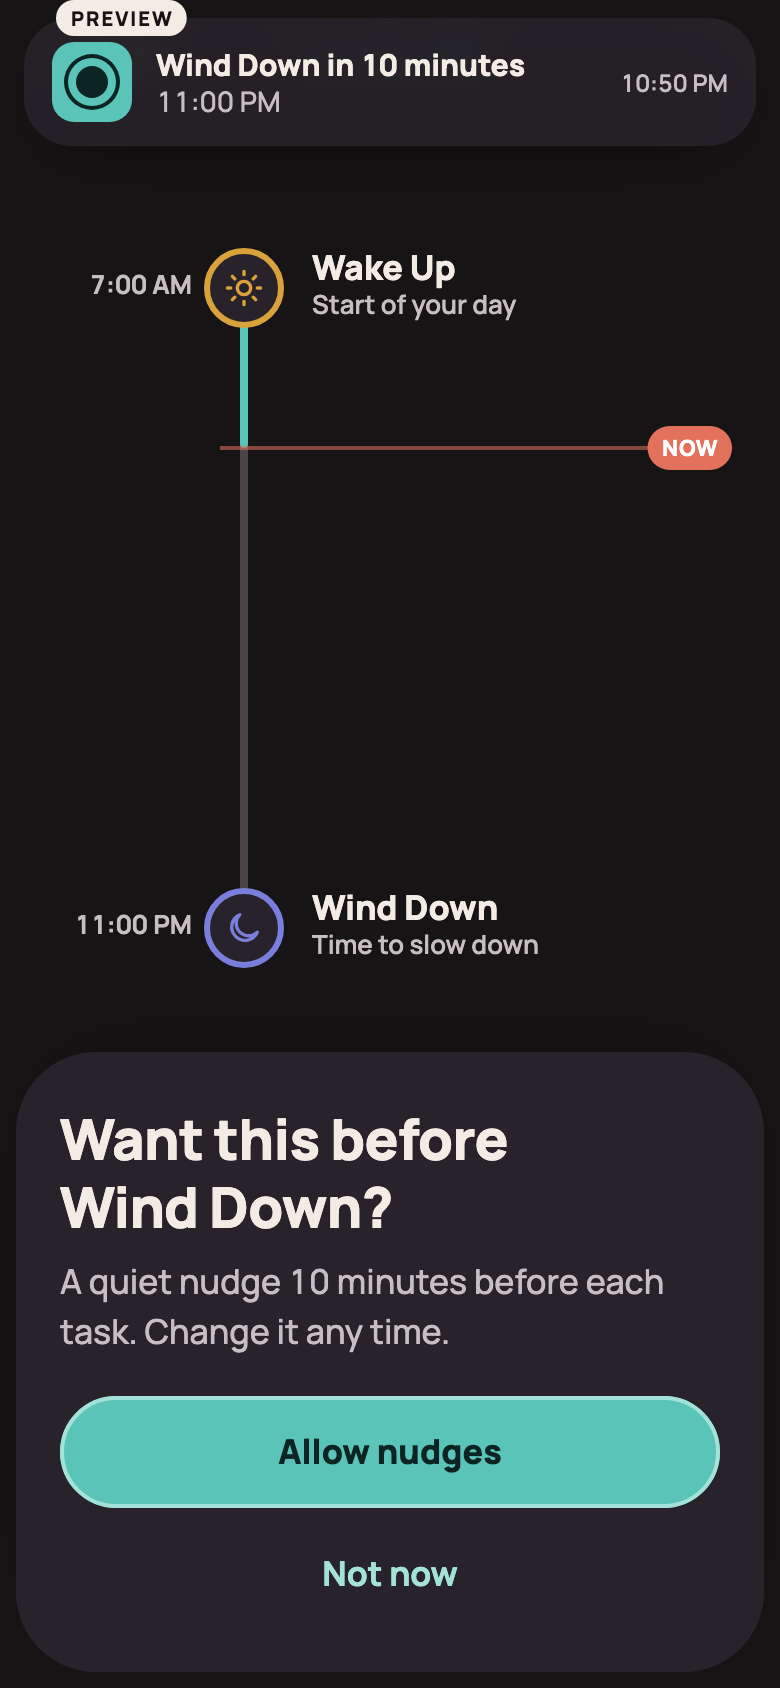 PREVIEW
Wind Down in 10 minutes
11:00 PM
10:50 PM
7:00 AM
Wake Up
Start of your day
NOW
11:00 PM
Wind Down
Time to slow down
Want this before
Wind Down?
A quiet nudge 10 minutes before each
task. Change it any time.
Allow nudges
Not now